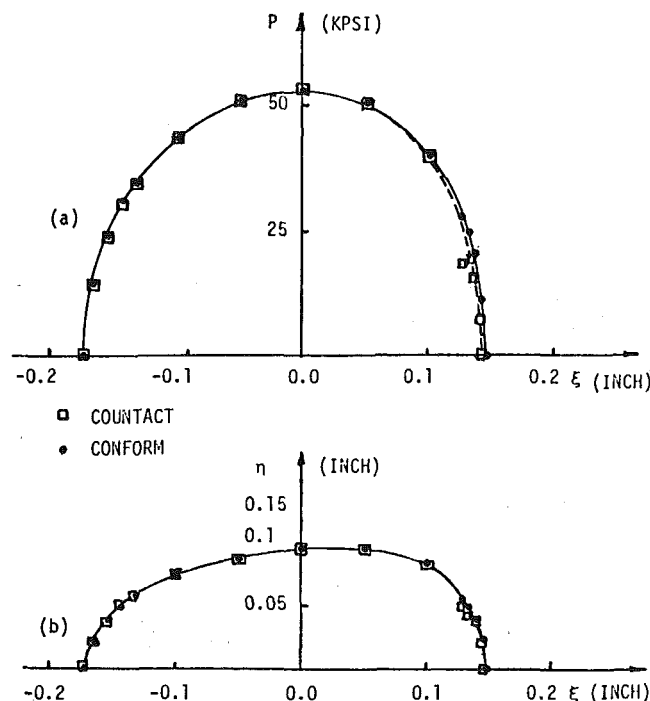 P (KPSI)
50
(a)
25
-0.2 -0.1 0.0 0.1 0.2 ξ (INCH)
COUNTACT
CONFORM
η (INCH)
0.15
0.1
0.05
(b)
-0.2 -0.1 0.0 0.1 0.2 ξ (INCH)